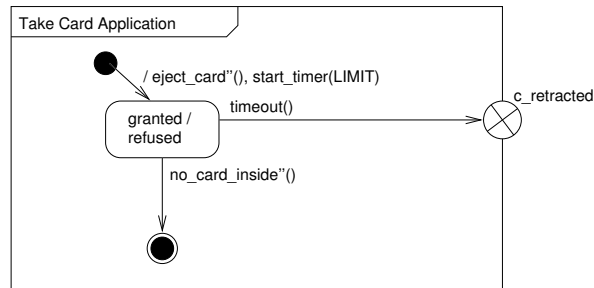 Take Card Application
/ eject_card”(), start_timer(LIMIT)
c_retracted
timeout()
granted /
refused
no_card_inside”()